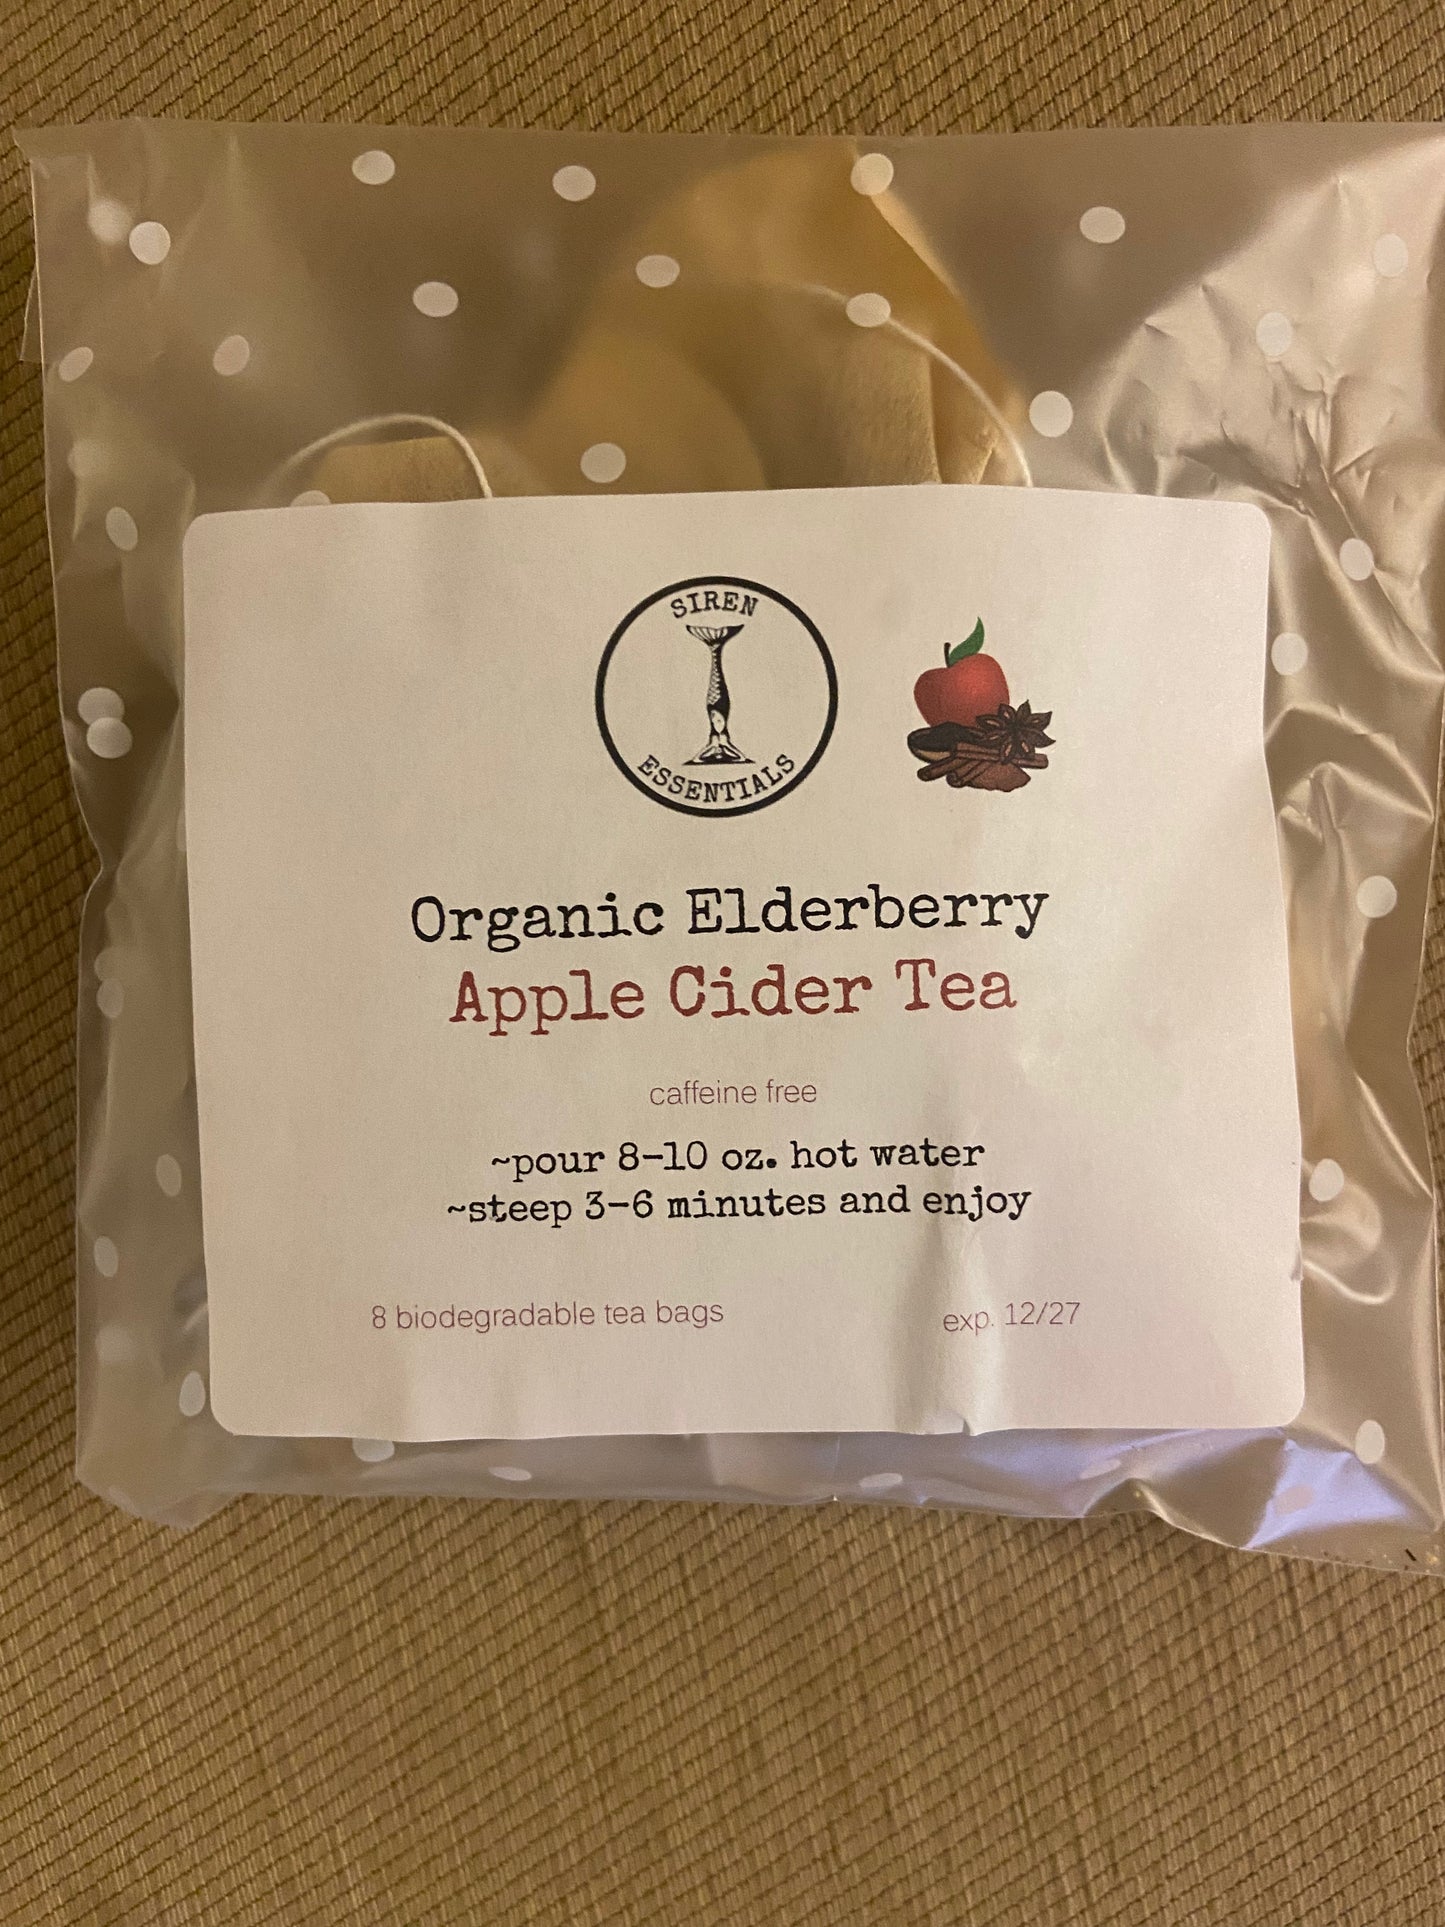 SIREN
ESSENTIALS
Organic Elderberry
Apple Cider Tea
caffeine free
~pour 8-10 oz. hot water
~steep 3-6 minutes and enjoy
8 biodegradable tea bags
exp. 12/27